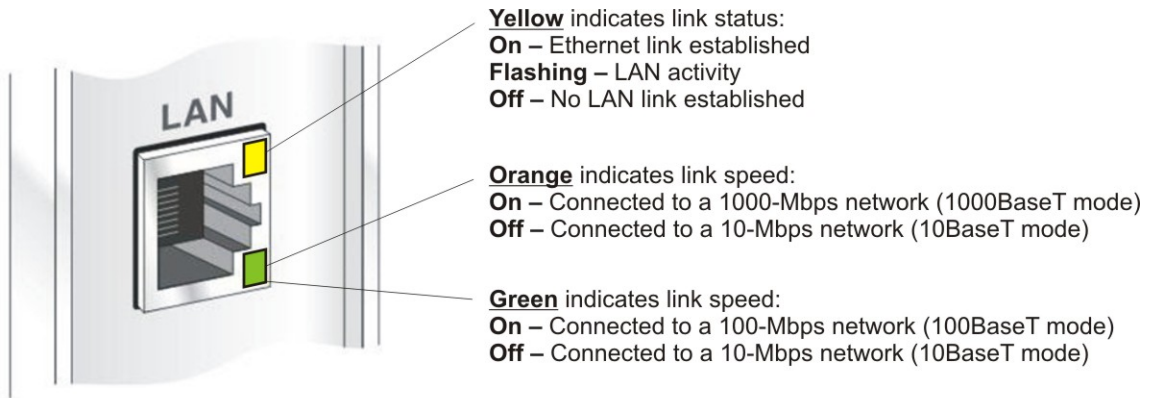 LAN
Yellow indicates link status:
On – Ethernet link established
Flashing – LAN activity
Off – No LAN link established
Orange indicates link speed:
On – Connected to a 1000-Mbps network (1000BaseT mode)
Off – Connected to a 10-Mbps network (10BaseT mode)
Green indicates link speed:
On – Connected to a 100-Mbps network (100BaseT mode)
Off – Connected to a 10-Mbps network (10BaseT mode)